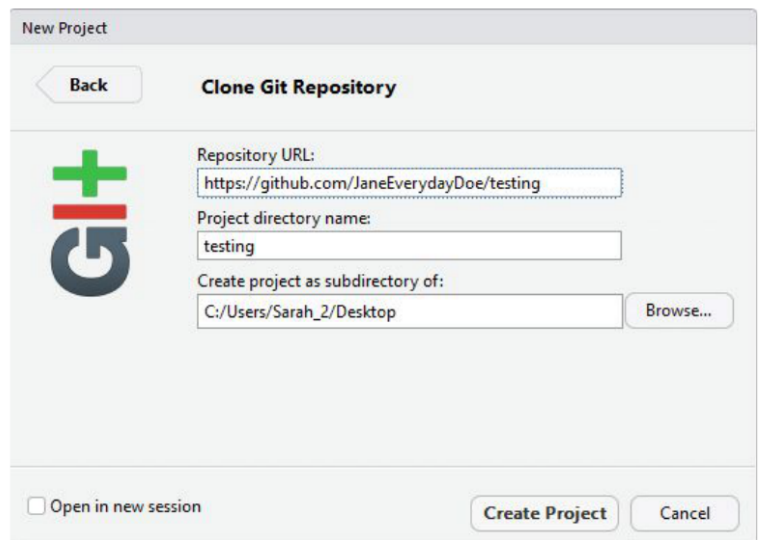 New Project
Back
Clone Git Repository
Repository URL:
https://github.com/JaneEverydayDoe/testing
Project directory name:
testing
Create project as subdirectory of:
C:/Users/Sarah_2/Desktop
Browse...
GIT
Open in new session
Create Project
Cancel